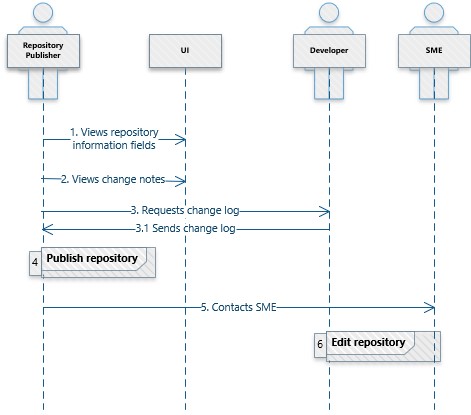 Repository
Publisher
UI
Developer
SME
1. Views repository
information fields
2. Views change notes
3. Requests change log
3.1 Sends change log
4
Publish repository
5. Contacts SME
6
Edit repository